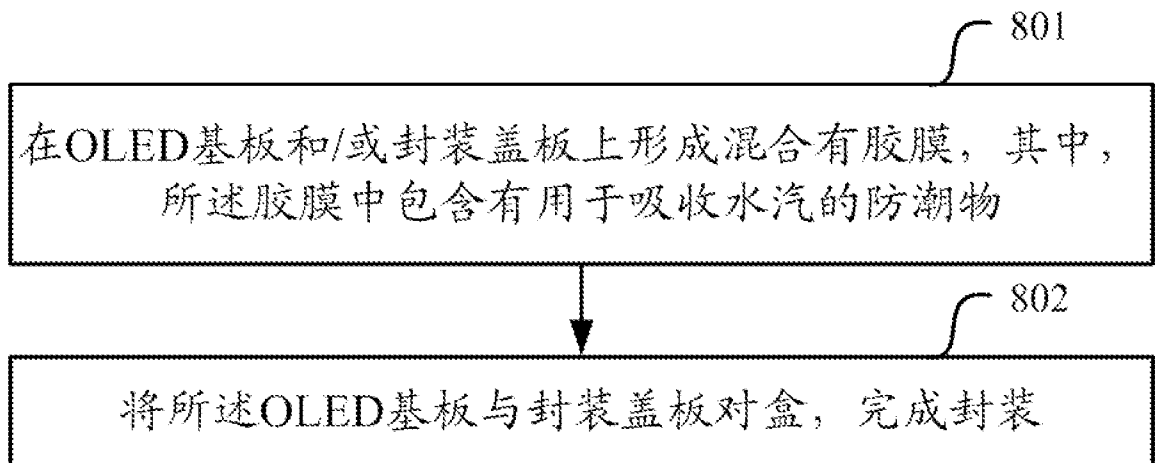 801
在OLED基板和/或封装盖板上形成混合有胶膜，其中，
所述胶膜中包含有用于吸收水汽的防潮物
802
将所述OLED基板与封装盖板对盒，完成封装